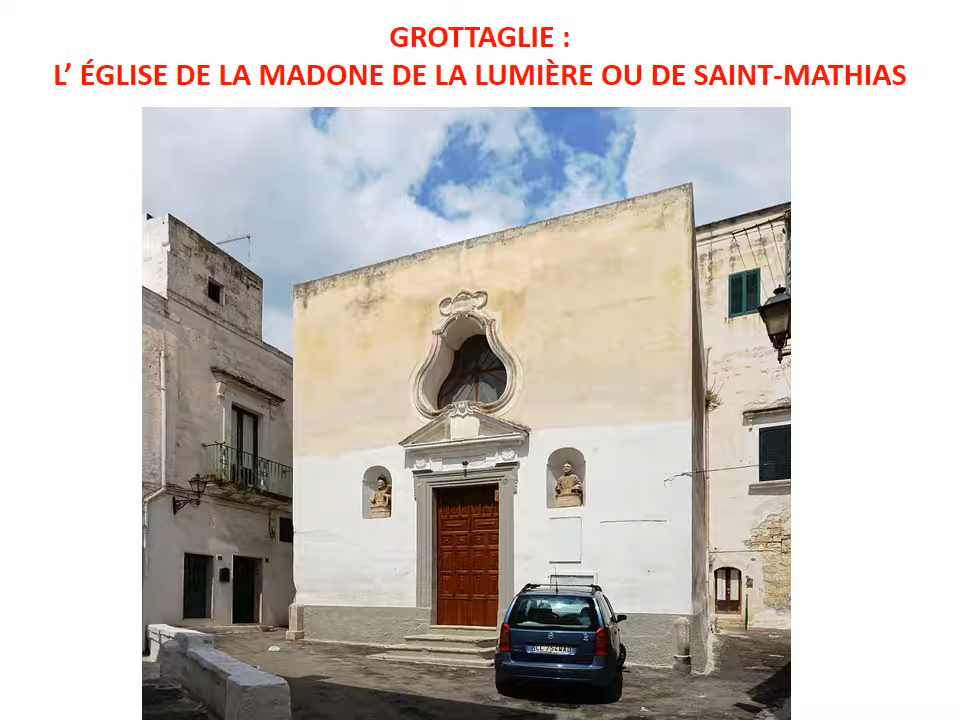 GROTTAGLIE :
L’ ÉGLISE DE LA MADONE DE LA LUMIÈRE OU DE SAINT-MATHIAS